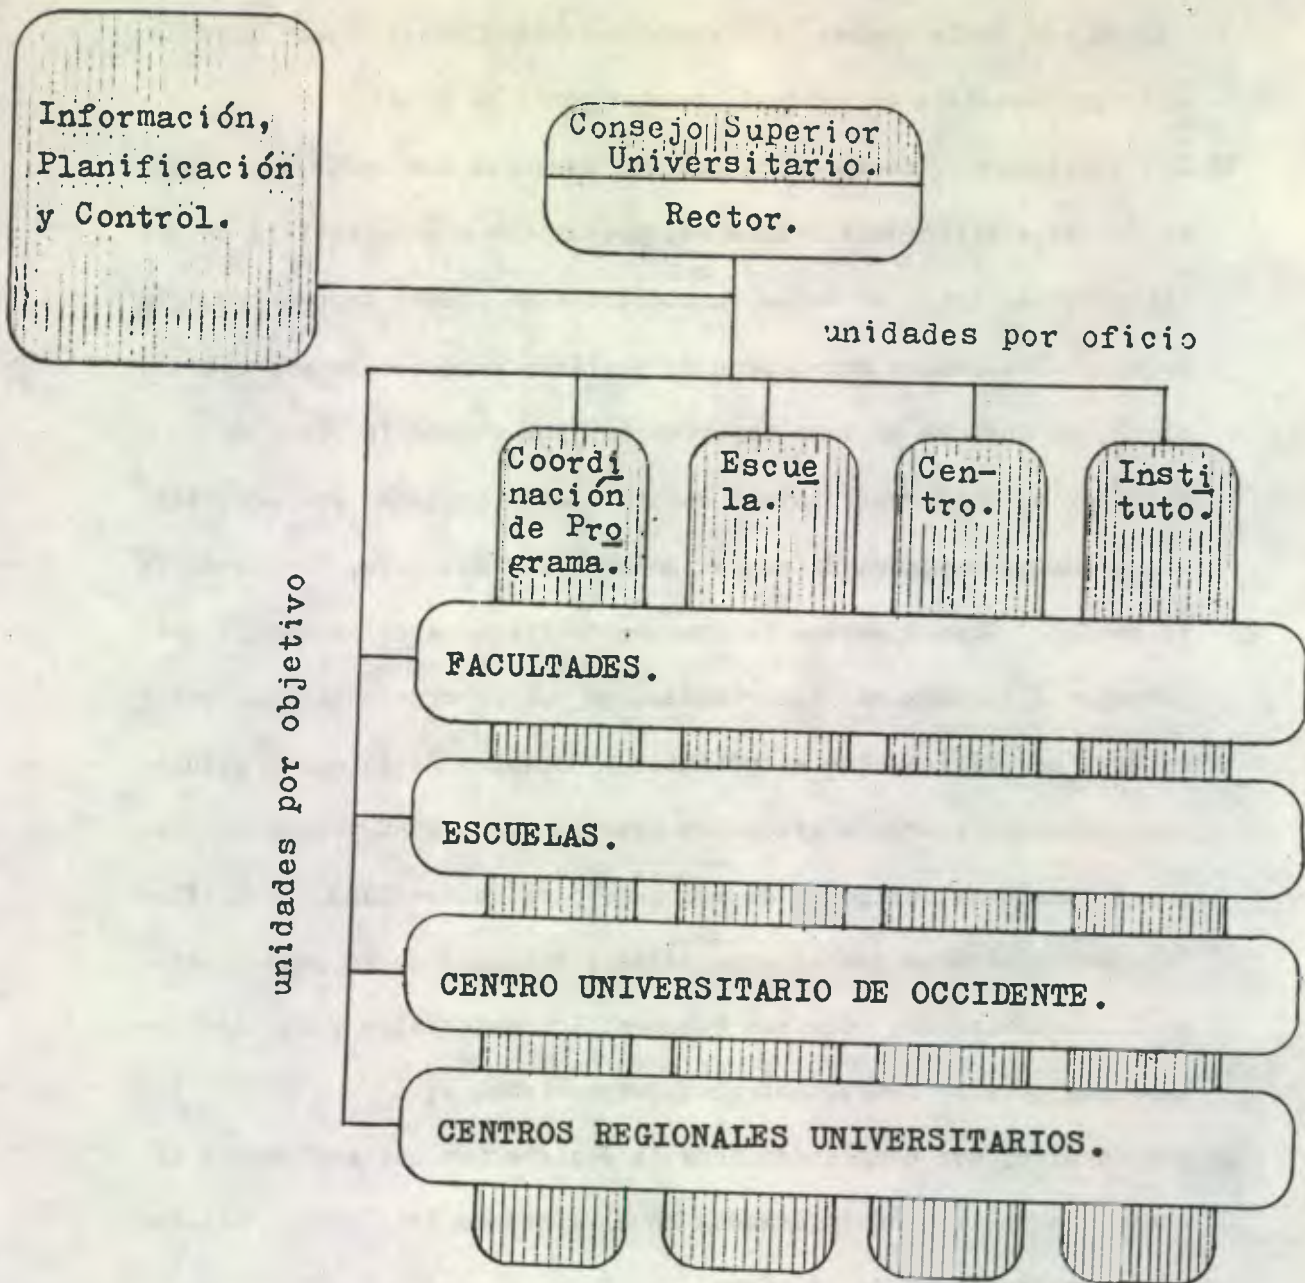 Información,
Planificación
y Control.
Consejo Superior
Universitario.
Rector.
unidades por oficio
Coordi
nación
de Pro
grama.
Escue
la.
Cen-
tro.
Insti
tuto.
unidades por objetivo
FACULTADES.
ESCUELAS.
CENTRO UNIVERSITARIO DE OCCIDENTE.
CENTROS REGIONALES UNIVERSITARIOS.